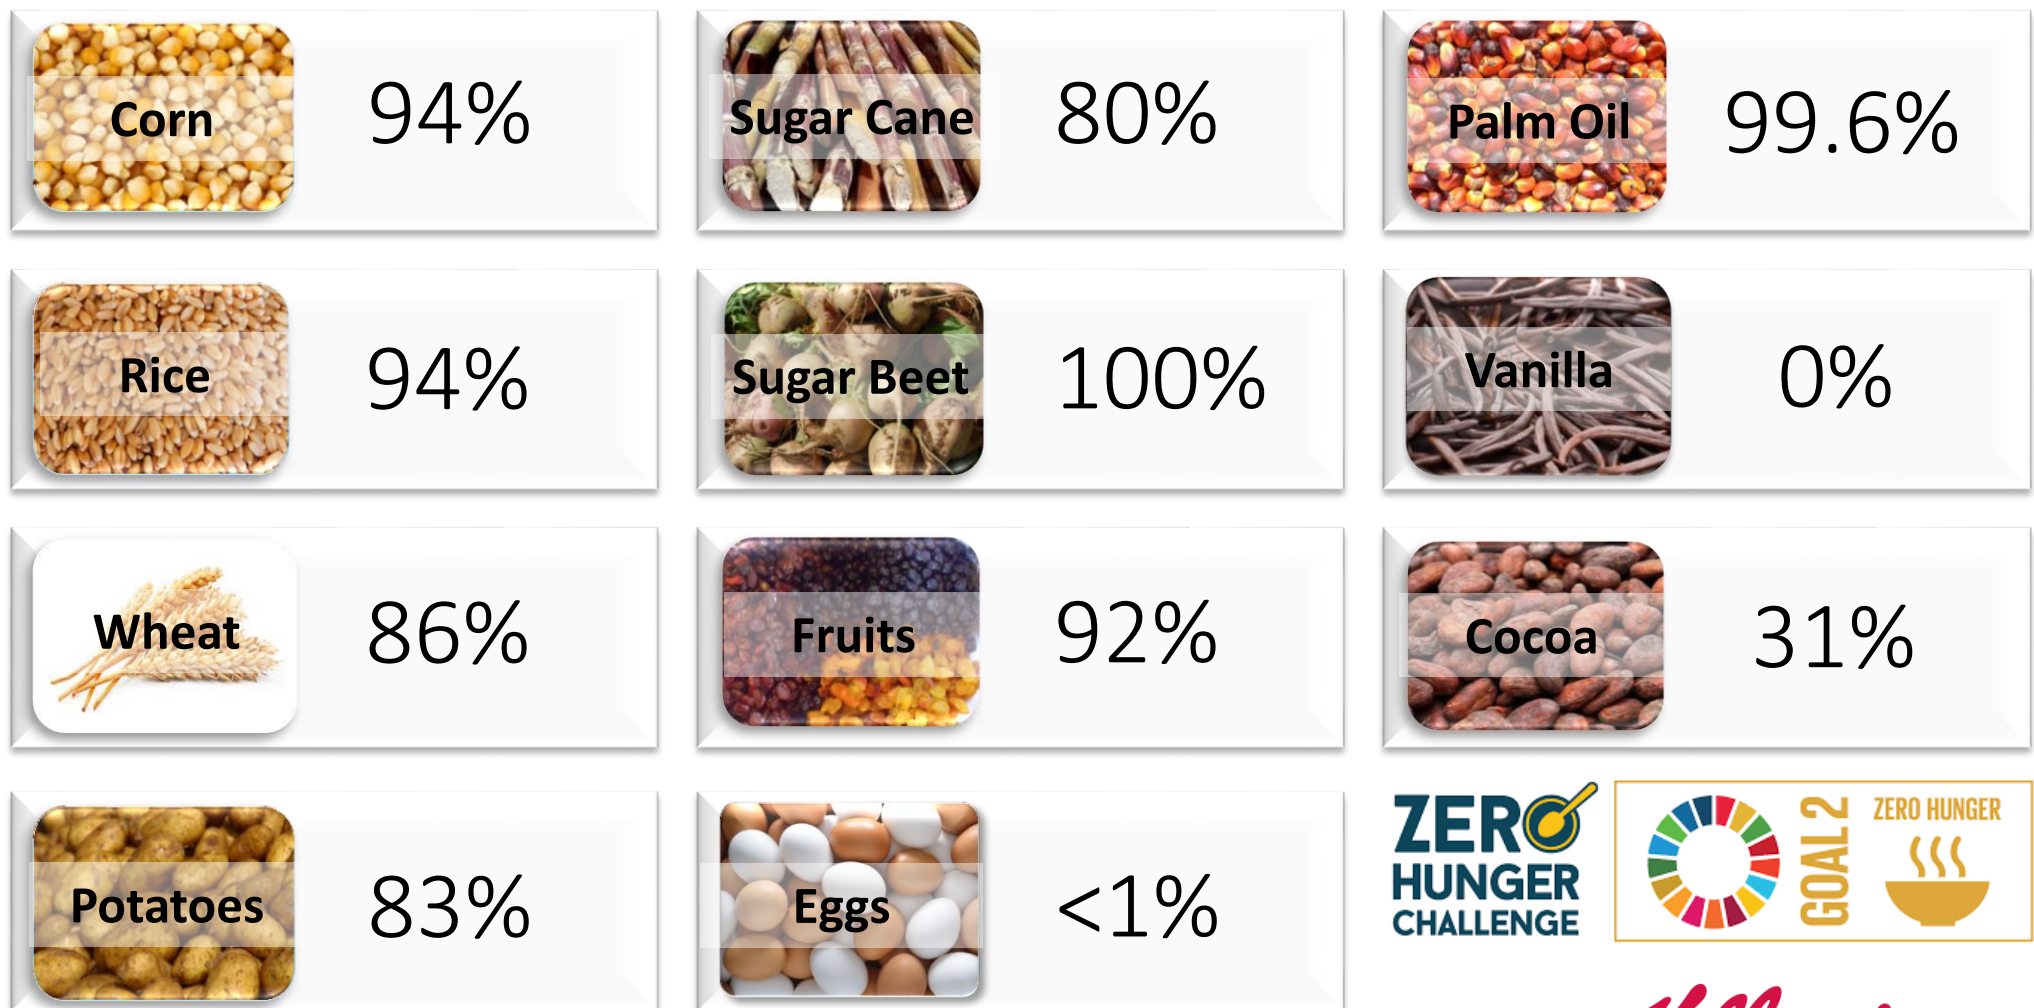 Corn
94%
Sugar Cane
80%
Palm Oil
99.6%
Rice
94%
Sugar Beet
100%
Vanilla
0%
Wheat
86%
Fruits
92%
Cocoa
31%
Potatoes
83%
Eggs
<1%
ZERO
HUNGER
CHALLENGE
GOAL 2
ZERO HUNGER